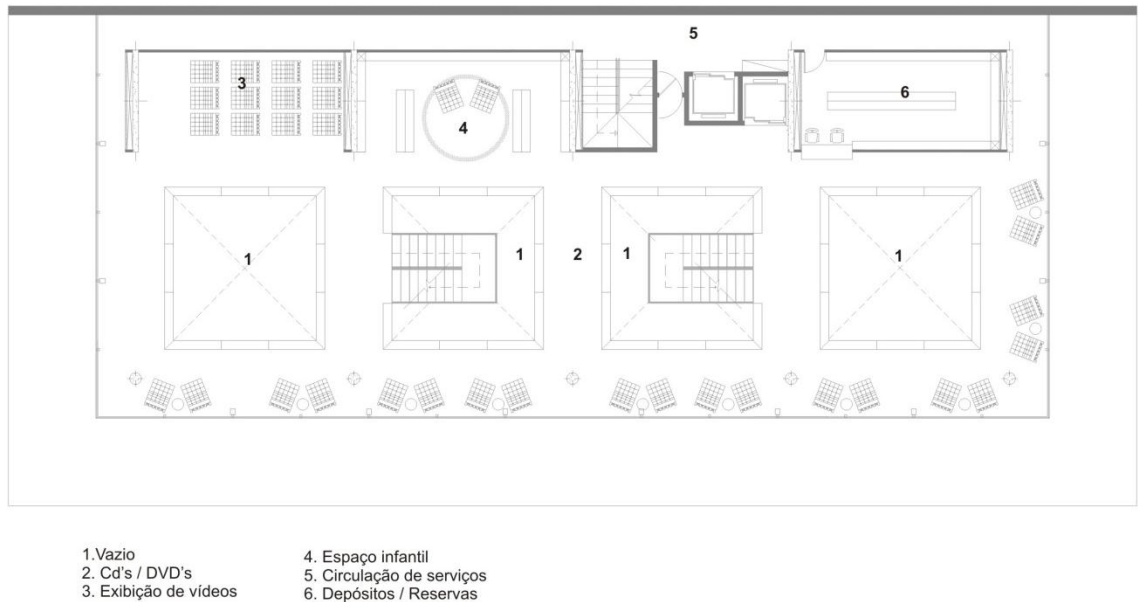 5
3
4
6
1
1
2
1
1
1.Vazio
2. Cd's / DVD's
3. Exibição de vídeos
4. Espaço infantil
5. Circulação de serviços
6. Depósitos / Reservas